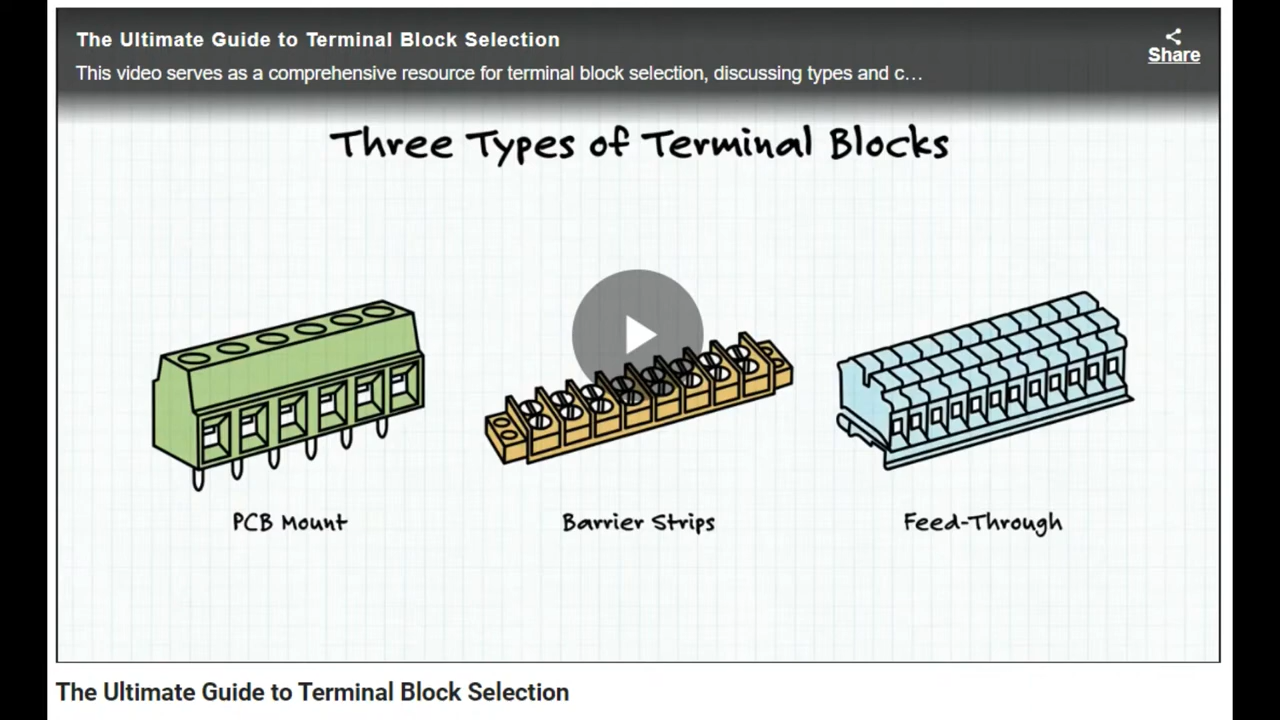 The Ultimate Guide to Terminal Block Selection
Share
This video serves as a comprehensive resource for terminal block selection, discussing types and c…
Three Types of Terminal Blocks
PCB Mount
Barrier Strips
Feed-Through
The Ultimate Guide to Terminal Block Selection